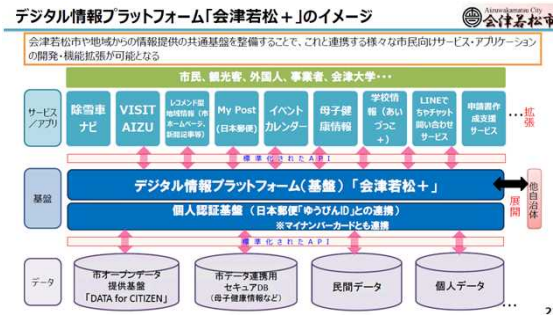 デジタル情報プラットフォーム「会津若松＋」のイメージ
Aizuwakamatsu City
会津若松市
会津若松市や地域からの情報提供の共通基盤を整備することで、これと連携する様々な市民向けサービス・アプリケーション
の開発・機能拡張が可能となる
市民、観光客、外国人、事業者、会津大学・・・
サービス
/アプリ
除雪車
ナビ
VISIT
AIZU
レコメンド型
地域情報（市
ホームページ、
新聞記事等）
My Post
（日本郵便）
イベント
カレンダー
母子健
康情報
学校情
報（あい
づっこ
＋）
LINEで
ちゃチャット
問い合わせ
サービス
申請書作
成支援
サービス
…
拡張
標準化されたAPI
基盤
デジタル情報プラットフォーム（基盤）「会津若松＋」
個人認証基盤（日本郵便「ゆうびんID」との連携）
※マイナンバーカードとも連携
展開
他自治体
標準化されたAPI
データ
市オープンデータ
提供基盤
「DATA for CITIZEN」
市データ連携用
セキュアDB
（母子健康情報など）
民間データ
個人データ
…
2